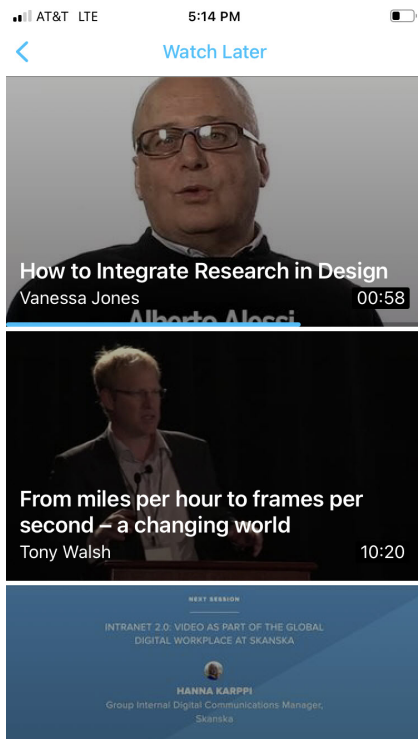 AT&T LTE 5:14 PM
Watch Later
How to Integrate Research in Design
Vanessa Jones 00:58
Alberto Alessi
From miles per hour to frames per
second – a changing world
Tony Walsh 10:20
NEXT SESSION
INTRANET 2.0: VIDEO AS PART OF THE GLOBAL
DIGITAL WORKPLACE AT SKANSKA
HANNA KARPPI
Group Internal Digital Communications Manager,
Skanska